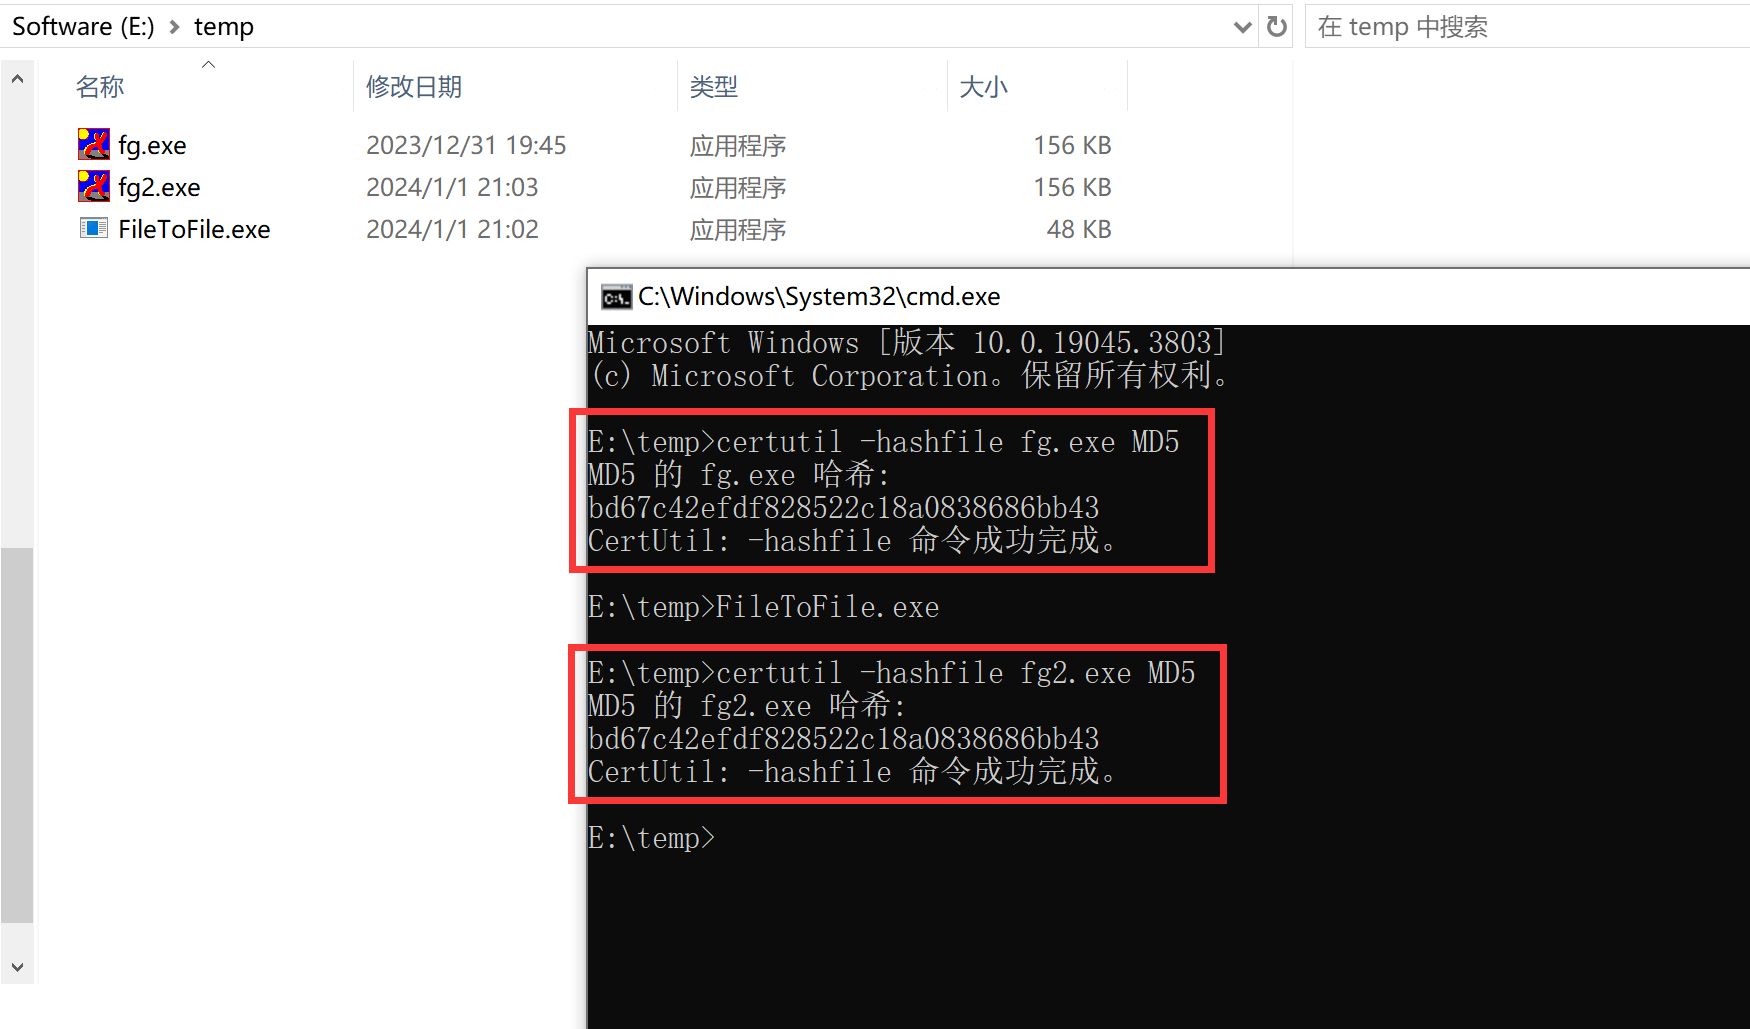 Software (E:) > temp
在 temp 中搜索
名称 修改日期 类型 大小
fg.exe 2023/12/31 19:45 应用程序 156 KB
fg2.exe 2024/1/1 21:03 应用程序 156 KB
FileToFile.exe 2024/1/1 21:02 应用程序 48 KB
C:\Windows\System32\cmd.exe
Microsoft Windows [版本 10.0.19045.3803]
(c) Microsoft Corporation。保留所有权利。
E:\temp>certutil -hashfile fg.exe MD5
MD5 的 fg.exe 哈希:
bd67c42efdf828522c18a0838686bb43
CertUtil: -hashfile 命令成功完成。
E:\temp>FileToFile.exe
E:\temp>certutil -hashfile fg2.exe MD5
MD5 的 fg2.exe 哈希:
bd67c42efdf828522c18a0838686bb43
CertUtil: -hashfile 命令成功完成。
E:\temp>